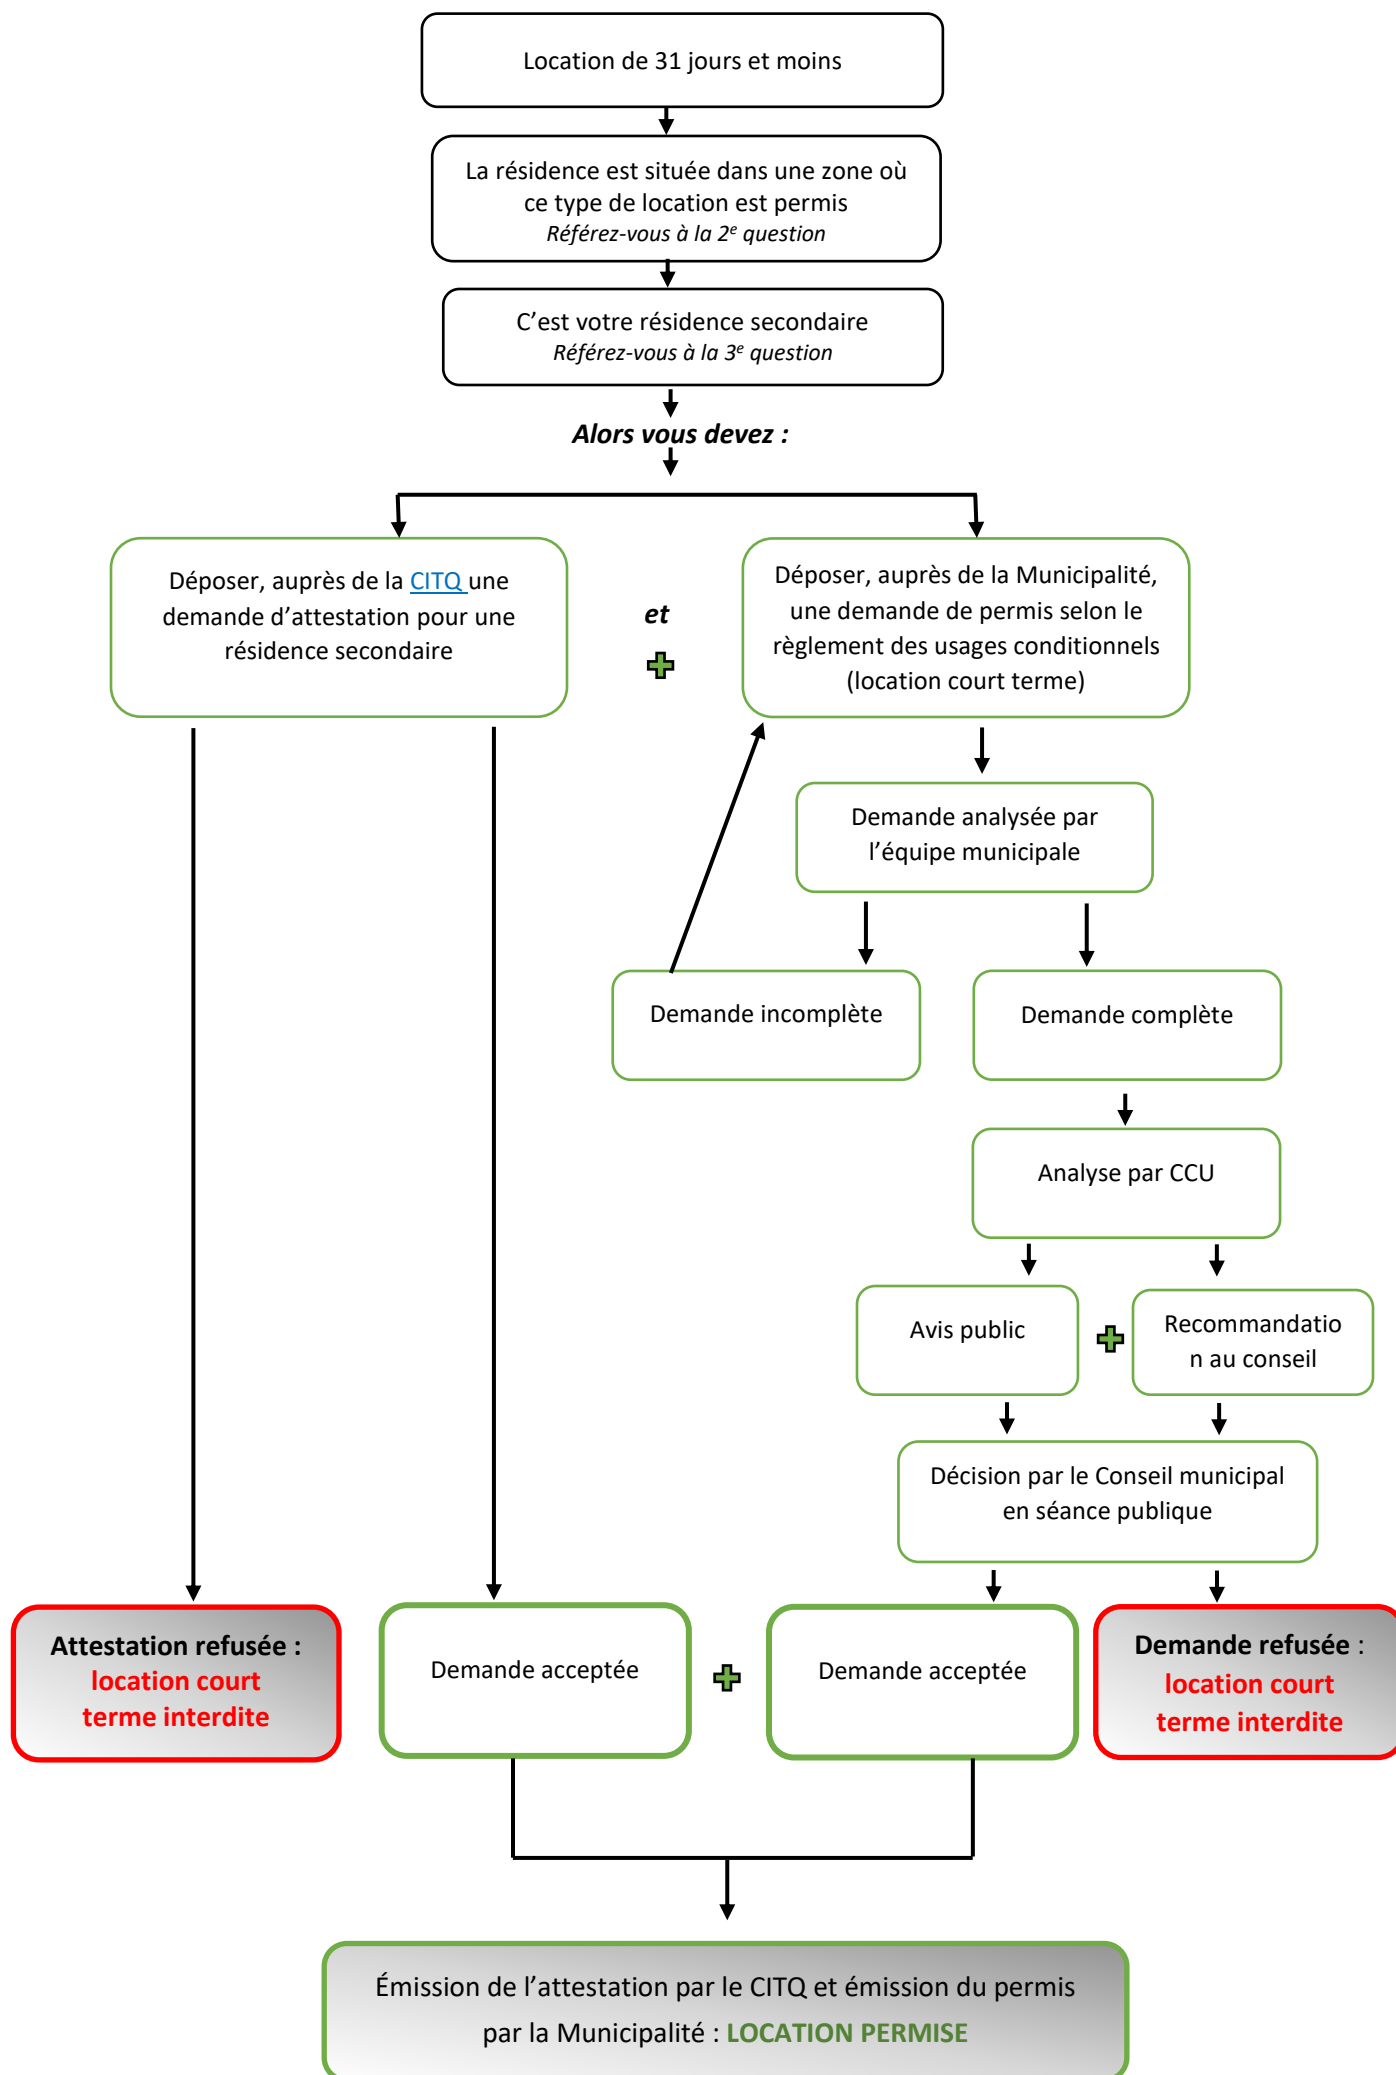 Location de 31 jours et moins
La résidence est située dans une zone où
ce type de location est permis
Référez-vous à la 2e question
C’est votre résidence secondaire
Référez-vous à la 3e question
Alors vous devez :
Déposer, auprès de la CITQ une
demande d’attestation pour une
résidence secondaire
et
Déposer, auprès de la Municipalité,
une demande de permis selon le
règlement des usages conditionnels
(location court terme)
Demande analysée par
l’équipe municipale
Demande incomplète
Demande complète
Analyse par CCU
Avis public
Recommandatio
n au conseil
Décision par le Conseil municipal
en séance publique
Attestation refusée :
location court
terme interdite
Demande acceptée
Demande acceptée
Demande refusée :
location court
terme interdite
Émission de l’attestation par le CITQ et émission du permis
par la Municipalité : LOCATION PERMISE